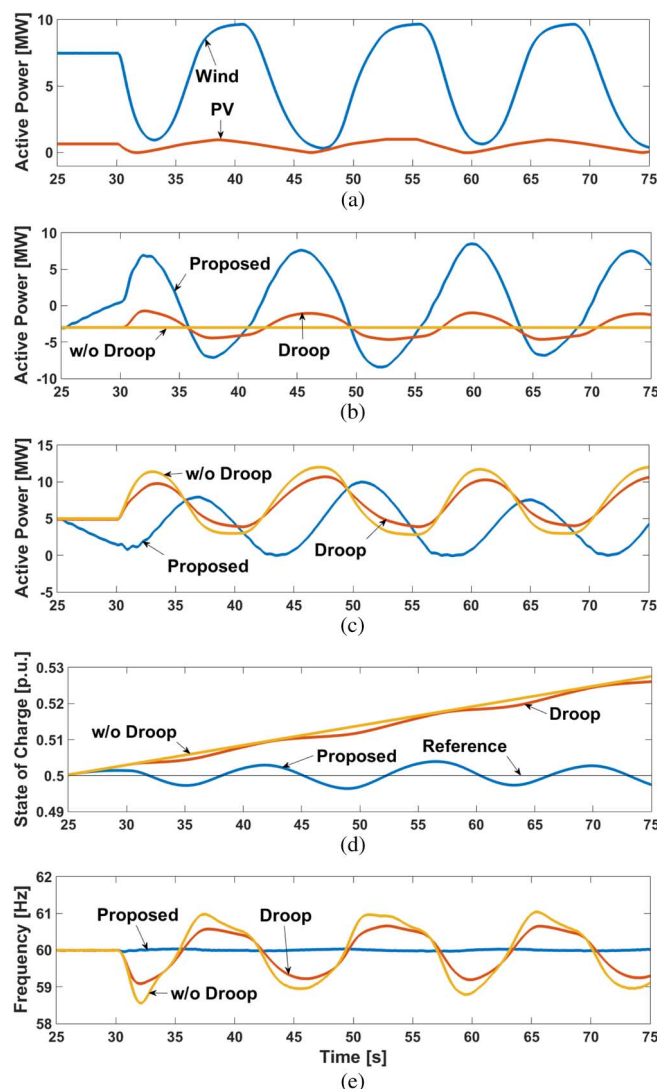 Active Power [MW]
10
5
0
Wind
PV
25 30 35 40 45 50 55 60 65 70 75
(a)
Active Power [MW]
10
5
0
-5
-10
Proposed
w/o Droop
Droop
25 30 35 40 45 50 55 60 65 70 75
(b)
Active Power [MW]
15
10
5
0
-5
w/o Droop
Proposed
Droop
25 30 35 40 45 50 55 60 65 70 75
(c)
State of Charge [p.u.]
0.53
0.52
0.51
0.5
0.49
w/o Droop
Droop
Proposed
Reference
25 30 35 40 45 50 55 60 65 70 75
(d)
Frequency [Hz]
62
61
60
59
58
Proposed
Droop
w/o Droop
25 30 35 40 45 50 55 60 65 70 75
Time [s]
(e)